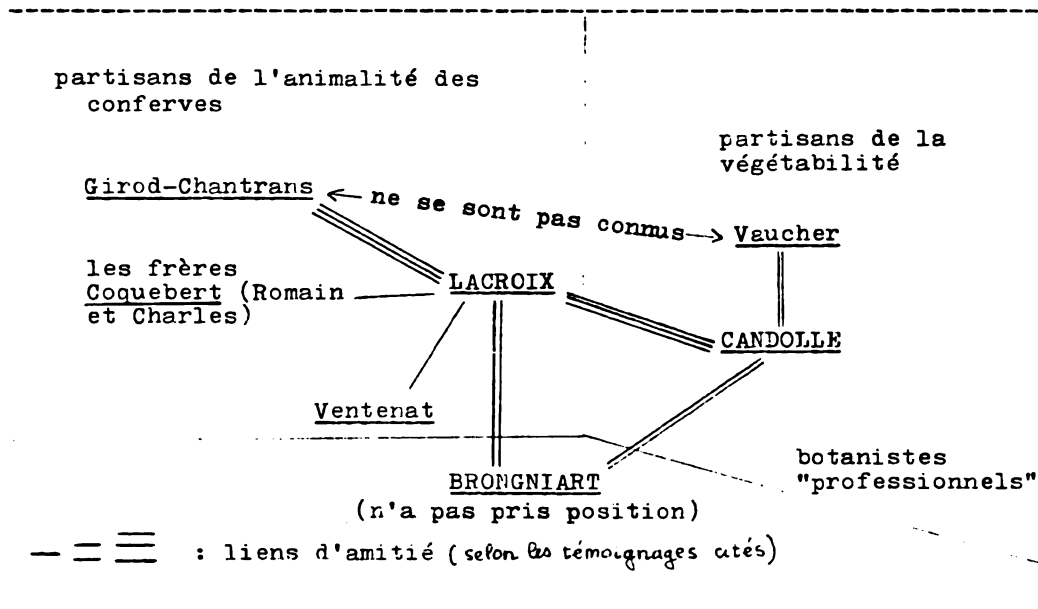 partisans de l'animalité des
conferves
partisans de la
végétabilité
Girod-Chantrans
ne se sont pas connus
Vaucher
les frères
Coquebert (Romain
et Charles)
LACROIX
CANDOLLE
Ventenat
botanistes
"professionnels"
BRONGNIART
(n'a pas pris position)
: liens d'amitié (selon les témoignages cités)